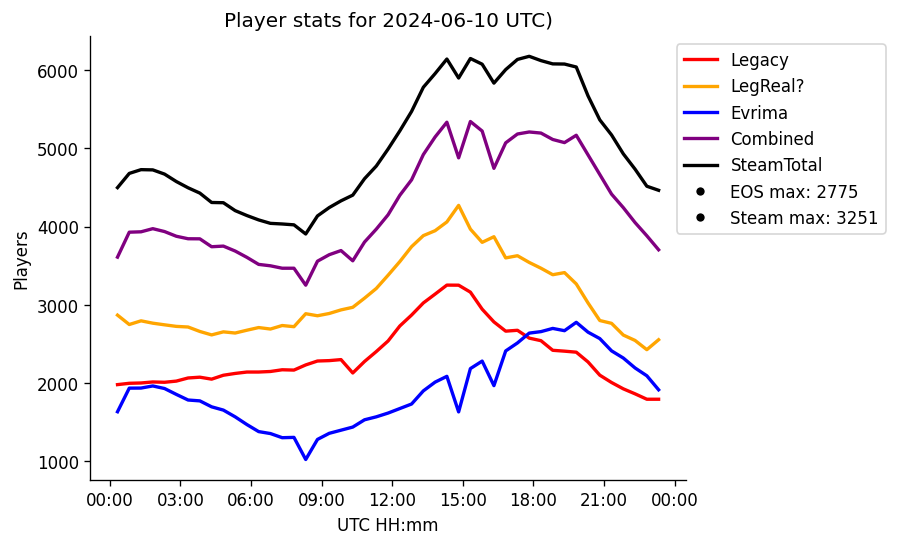 Player stats for 2024-06-10 UTC)
Players
6000
5000
4000
3000
2000
1000
00:00 03:00 06:00 09:00 12:00 15:00 18:00 21:00 00:00
UTC HH:mm
Legacy
LegReal?
Evrima
Combined
SteamTotal
EOS max: 2775
Steam max: 3251